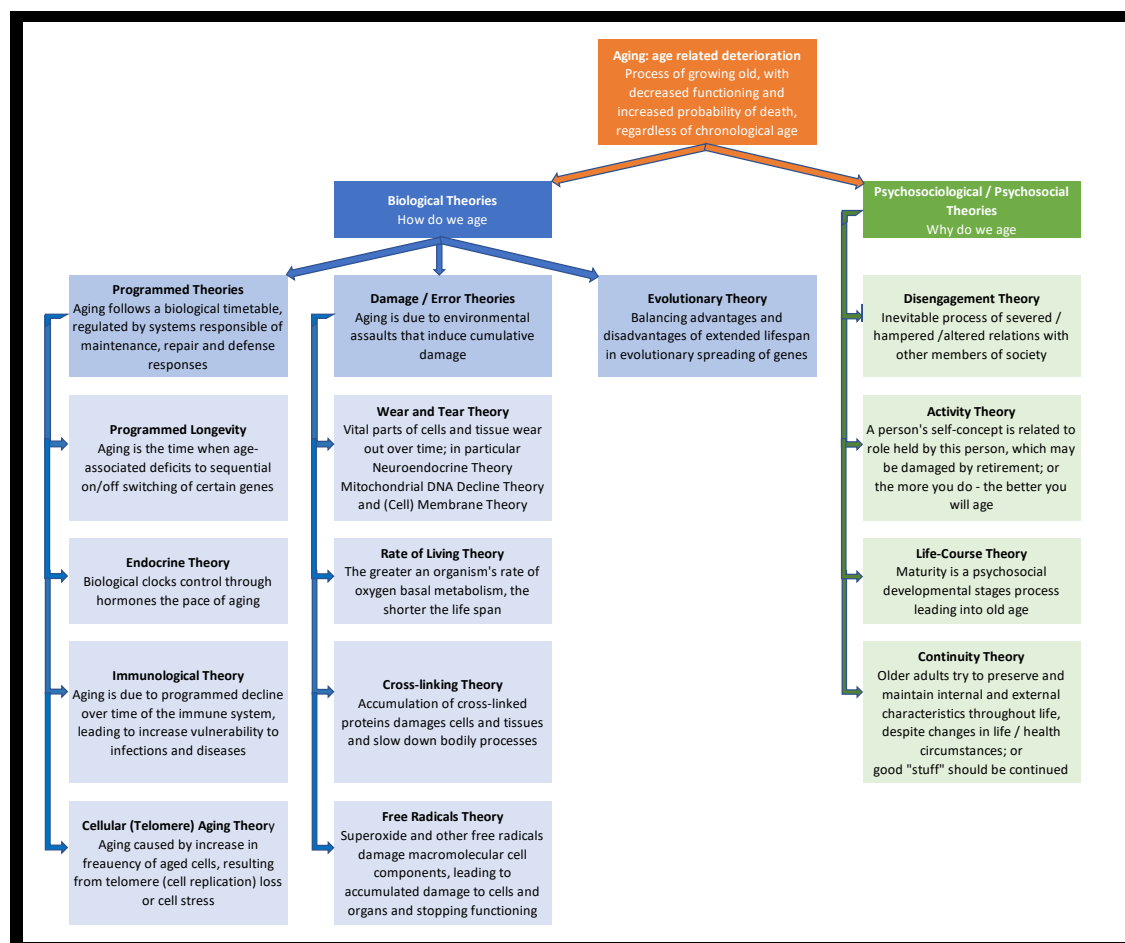 Aging: age related deterioration
Process of growing old, with
decreased functioning and
increased probability of death,
regardless of chronological age
Biological Theories
How do we age
Psychosociological / Psychosocial
Theories
Why do we age
Programmed Theories
Aging follows a biological timetable,
regulated by systems responsible of
maintenance, repair and defense
responses
Damage / Error Theories
Aging is due to environmental
assaults that induce cumulative
damage
Evolutionary Theory
Balancing advantages and
disadvantages of extended lifespan
in evolutionary spreading of genes
Disengagement Theory
Inevitable process of severed /
hampered /altered relations with
other members of society
Programmed Longevity
Aging is the time when age-
associated deficits to sequential
on/off switching of certain genes
Wear and Tear Theory
Vital parts of cells and tissue wear
out over time; in particular
Neuroendocrine Theory
Mitochondrial DNA Decline Theory
and (Cell) Membrane Theory
Activity Theory
A person's self-concept is related to
role held by this person, which may
be damaged by retirement; or
the more you do - the better you
will age
Endocrine Theory
Biological clocks control through
hormones the pace of aging
Rate of Living Theory
The greater an organism's rate of
oxygen basal metabolism, the
shorter the life span
Life-Course Theory
Maturity is a psychosocial
developmental stages process
leading into old age
Immunological Theory
Aging is due to programmed decline
over time of the immune system,
leading to increase vulnerability to
infections and diseases
Cross-linking Theory
Accumulation of cross-linked
proteins damages cells and tissues
and slow down bodily processes
Continuity Theory
Older adults try to preserve and
maintain internal and external
characteristics throughout life,
despite changes in life / health
circumstances; or
good "stuff" should be continued
Cellular (Telomere) Aging Theory
Aging caused by increase in
freauency of aged cells, resulting
from telomere (cell replication) loss
or cell stress
Free Radicals Theory
Superoxide and other free radicals
damage macromolecular cell
components, leading to
accumulated damage to cells and
organs and stopping functioning